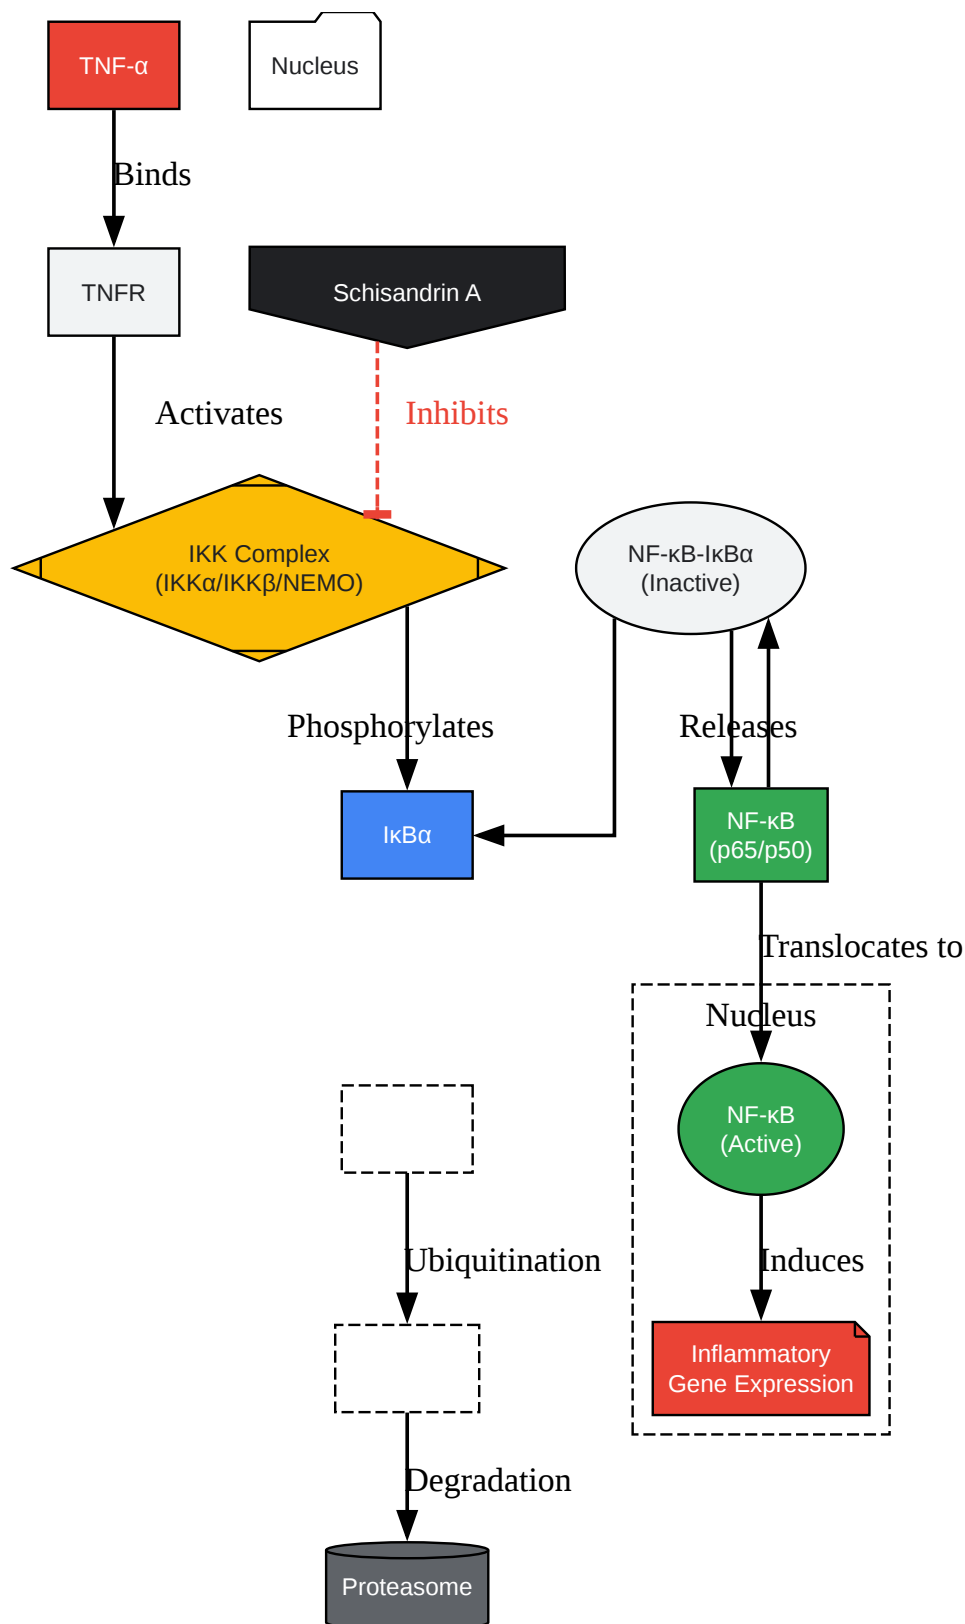 TNF-α
Nucleus
Binds
TNFR
Schisandrin A
Activates
Inhibits
IKK Complex
(IKKα/IKKβ/NEMO)
NF-κB-IκBα
(Inactive)
Phosphorylates
Releases
IκBα
NF-κB
(p65/p50)
Translocates to
Nucleus
NF-κB
(Active)
Ubiquitination
Induces
Inflammatory
Gene Expression
Degradation
Proteasome